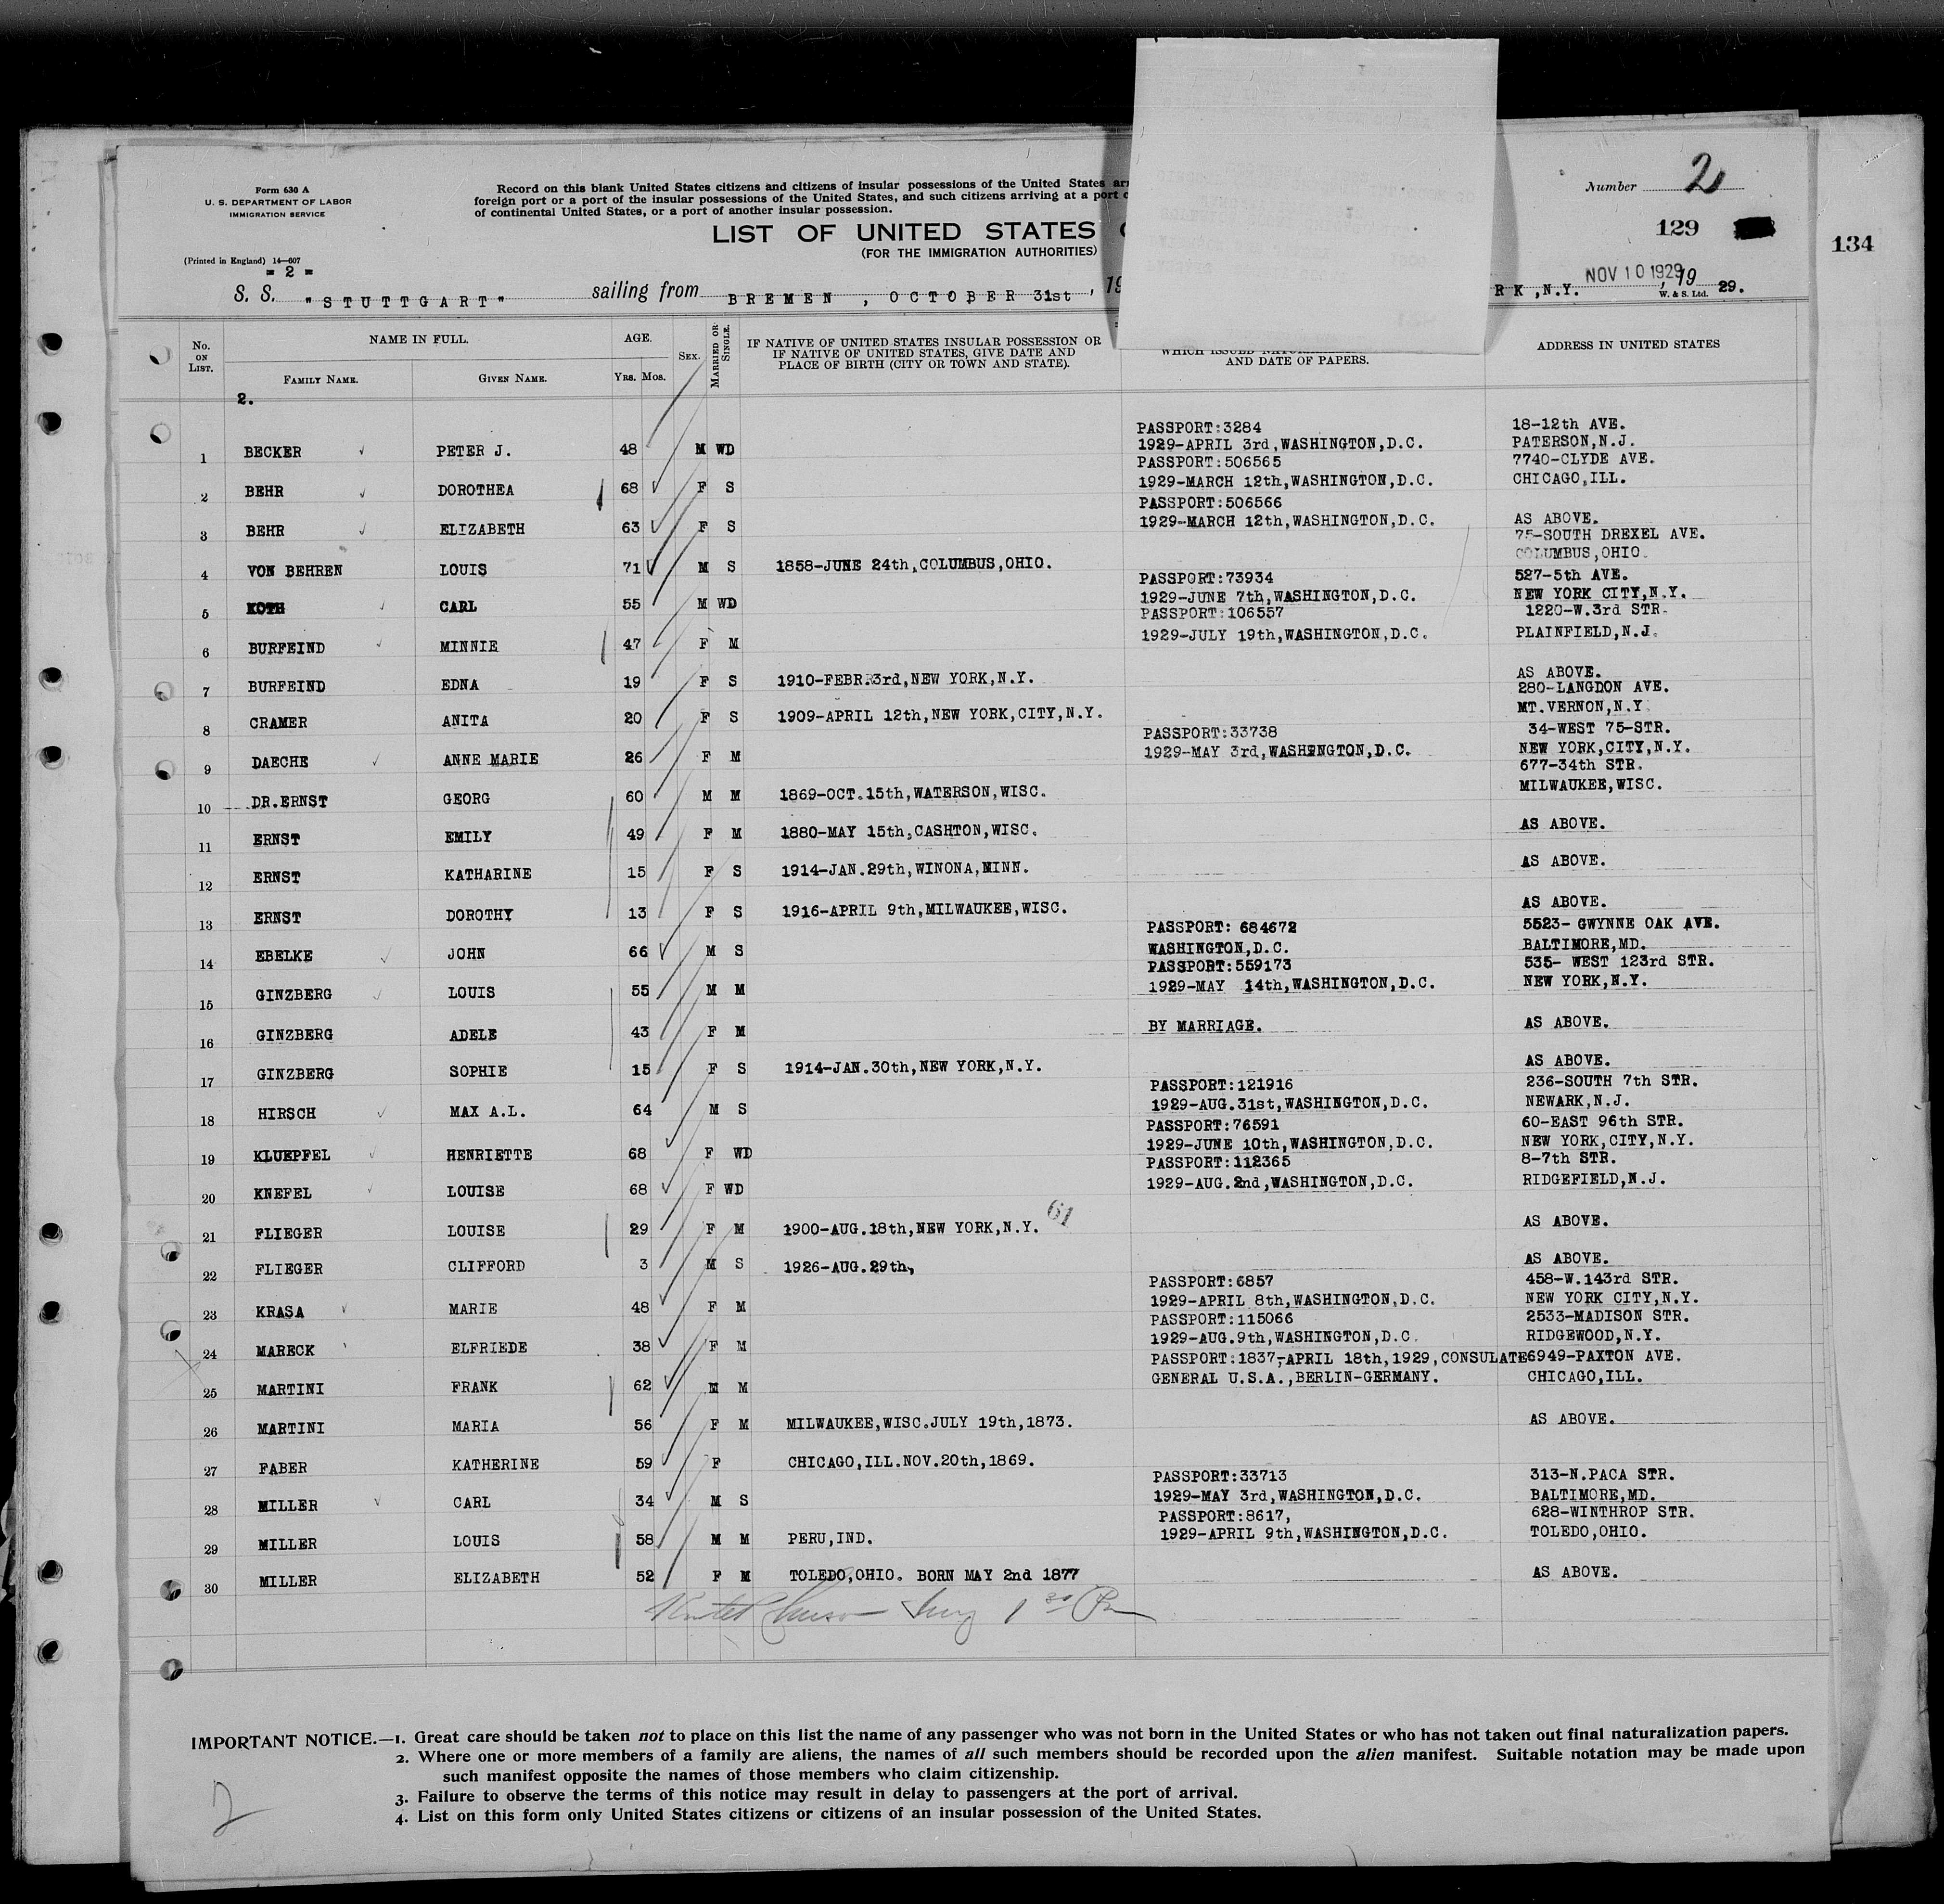 Form 630 A
U. S. DEPARTMENT OF LABOR
IMMIGRATION SERVICE
(Printed in England) 14—607
= 2 =
Record on this blank United States citizens and citizens of insular possessions of the United States
foreign port or a port of the insular possessions of the United States, and such citizens arriving at a port
of continental United States, or a port of another insular possession.
Number 2
LIST OF UNITED STATES
129
134
(FOR THE IMMIGRATION AUTHORITIES)
S. S. "STUTTGART" sailing from BREMEN , OCTOBER 31st , 19 RK ,N.Y. NOV 10 1929 , 19 29.
W. & S. Ltd.
No. ON LIST.
NAME IN FULL.
FAMILY NAME. GIVEN NAME.
AGE.
Yrs. Mos.
SEX.
MARRIED OR SINGLE.
IF NATIVE OF UNITED STATES INSULAR POSSESSION OR
IF NATIVE OF UNITED STATES, GIVE DATE AND
PLACE OF BIRTH (CITY OR TOWN AND STATE).
WHICH ISSUED
AND DATE OF PAPERS.
ADDRESS IN UNITED STATES
2.
1 BECKER PETER J. 48 M WD PASSPORT:3284 1929-APRIL 3rd,WASHINGTON,D.C. 18-12th AVE. PATERSON,N.J.
2 BEHR DOROTHEA 68 F S PASSPORT:506565 1929-MARCH 12th,WASHINGTON,D.C. 7740-CLYDE AVE. CHICAGO,ILL.
3 BEHR ELIZABETH 63 F S PASSPORT:506566 1929-MARCH 12th,WASHINGTON,D.C. AS ABOVE.
4 VON BEHREN LOUIS 71 M S 1858-JUNE 24th,COLUMBUS,OHIO. 75-SOUTH DREXEL AVE. COLUMBUS,OHIO.
5 KOTH CARL 55 M WD PASSPORT:73934 1929-JUNE 7th,WASHINGTON,D.C. 527-5th AVE. NEW YORK CITY,N.Y.
6 BURFEIND MINNIE 47 F M PASSPORT:106557 1929-JULY 19th,WASHINGTON,D.C. 1220-W.3rd STR. PLAINFIELD,N.J.
7 BURFEIND EDNA 19 F S 1910-FEBR.3rd,NEW YORK,N.Y. AS ABOVE.
8 CRAMER ANITA 20 F S 1909-APRIL 12th,NEW YORK,CITY,N.Y. 280-LANGDON AVE. MT.VERNON,N.Y.
9 DAECHE ANNE MARIE 26 F M PASSPORT:33738 1929-MAY 3rd,WASHINGTON,D.C. 34-WEST 75-STR. NEW YORK,CITY,N.Y.
10 DR.ERNST GEORG 60 M M 1869-OCT.15th,WATERSON,WISC. 677-34th STR. MILWAUKEE,WISC.
11 ERNST EMILY 49 F M 1880-MAY 15th,CASHTON,WISC. AS ABOVE.
12 ERNST KATHARINE 15 F S 1914-JAN.29th,WINONA,MINN. AS ABOVE.
13 ERNST DOROTHY 13 F S 1916-APRIL 9th,MILWAUKEE,WISC. AS ABOVE.
14 EBELKE JOHN 66 M S PASSPORT: 684672 WASHINGTON,D.C. 5523- GWYNNE OAK AVE. BALTIMORE,MD.
15 GINZBERG LOUIS 55 M M PASSPORT:559173 1929-MAY 14th,WASHINGTON,D.C. 535- WEST 123rd STR. NEW YORK,N.Y.
16 GINZBERG ADELE 43 F M BY MARRIAGE. AS ABOVE.
17 GINZBERG SOPHIE 15 F S 1914-JAN.30th,NEW YORK,N.Y. AS ABOVE.
18 HIRSCH MAX A.L. 64 M S PASSPORT:121916 1929-AUG.31st,WASHINGTON,D.C. 236-SOUTH 7th STR. NEWARK,N.J.
19 KLUEPFEL HENRIETTE 68 F WD PASSPORT:76591 1929-JUNE 10th,WASHINGTON,D.C. 60-EAST 96th STR. NEW YORK,CITY,N.Y.
20 KNEFEL LOUISE 68 F WD PASSPORT:112365 1929-AUG.2nd,WASHINGTON,D.C. 8-7th STR. RIDGEFIELD,N.J.
21 FLIEGER LOUISE 29 F M 1900-AUG.18th,NEW YORK,N.Y. 61 AS ABOVE.
22 FLIEGER CLIFFORD 3 M S 1926-AUG.29th, AS ABOVE.
23 KRASA MARIE 48 F M PASSPORT:6857 1929-APRIL 8th,WASHINGTON,D.C. 458-W.143rd STR. NEW YORK CITY,N.Y.
24 MARECK ELFRIEDE 38 F M PASSPORT:115066 1929-AUG.9th,WASHINGTON,D.C. 2533-MADISON STR. RIDGEWOOD,N.Y.
25 MARTINI FRANK 62 M M PASSPORT:1837-APRIL 18th,1929,CONSULATE GENERAL U.S.A.,BERLIN-GERMANY. 6949-PAXTON AVE. CHICAGO,ILL.
26 MARTINI MARIA 56 F M MILWAUKEE,WISC.JULY 19th,1873. AS ABOVE.
27 FABER KATHERINE 59 F CHICAGO,ILL.NOV.20th,1869.
28 MILLER CARL 34 M S PASSPORT:33713 1929-MAY 3rd,WASHINGTON,D.C. 313-N.PACA STR. BALTIMORE,MD.
29 MILLER LOUIS 58 M M PERU,IND. PASSPORT:8617, 1929-APRIL 9th,WASHINGTON,D.C. 628-WINTHROP STR. TOLEDO,OHIO.
30 MILLER ELIZABETH 52 F M TOLEDO,OHIO. BORN MAY 2nd 1877 AS ABOVE.
IMPORTANT NOTICE.—1. Great care should be taken not to place on this list the name of any passenger who was not born in the United States or who has not taken out final naturalization papers.
2. Where one or more members of a family are aliens, the names of all such members should be recorded upon the alien manifest. Suitable notation may be made upon
such manifest opposite the names of those members who claim citizenship.
3. Failure to observe the terms of this notice may result in delay to passengers at the port of arrival.
4. List on this form only United States citizens or citizens of an insular possession of the United States.
2